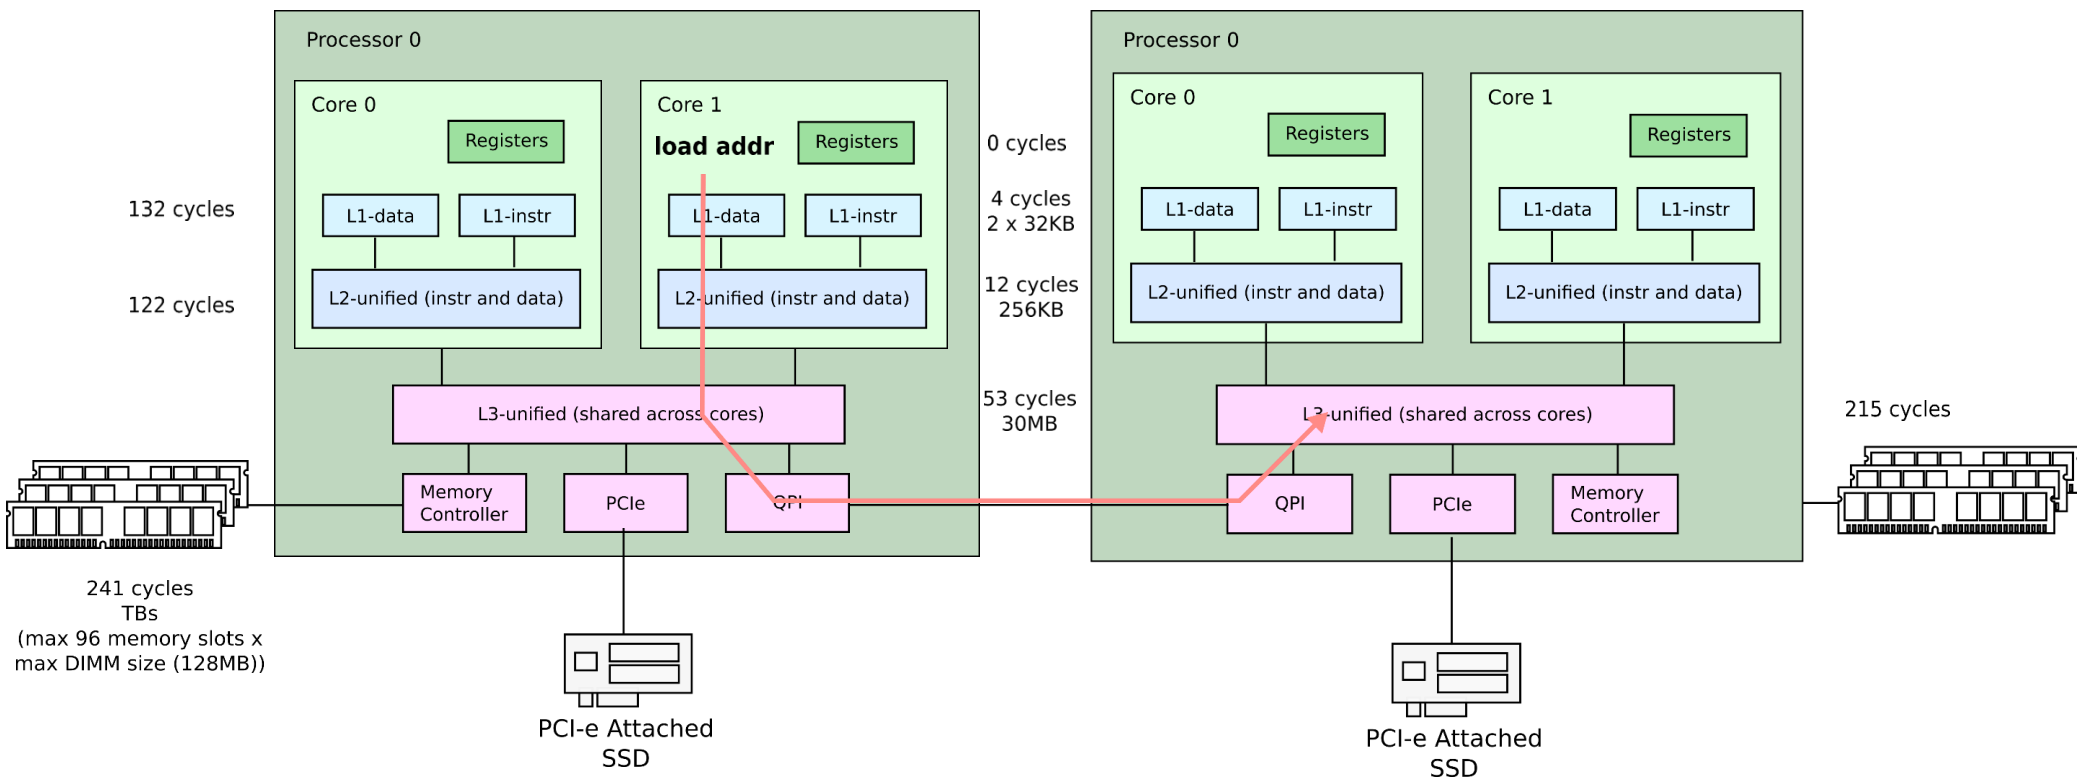 Processor 0
Core 0
Registers
L1-data
L1-instr
L2-unified (instr and data)
Core 1
load addr
Registers
L1-data
L1-instr
L2-unified (instr and data)
132 cycles
122 cycles
L3-unified (shared across cores)
Memory
Controller
PCIe
QPI
241 cycles
TBs
(max 96 memory slots x
max DIMM size (128MB))
PCI-e Attached
SSD
0 cycles
4 cycles
2 x 32KB
12 cycles
256KB
53 cycles
30MB
Processor 0
Core 0
Registers
L1-data
L1-instr
L2-unified (instr and data)
Core 1
Registers
L1-data
L1-instr
L2-unified (instr and data)
L3-unified (shared across cores)
QPI
PCIe
Memory
Controller
215 cycles
PCI-e Attached
SSD